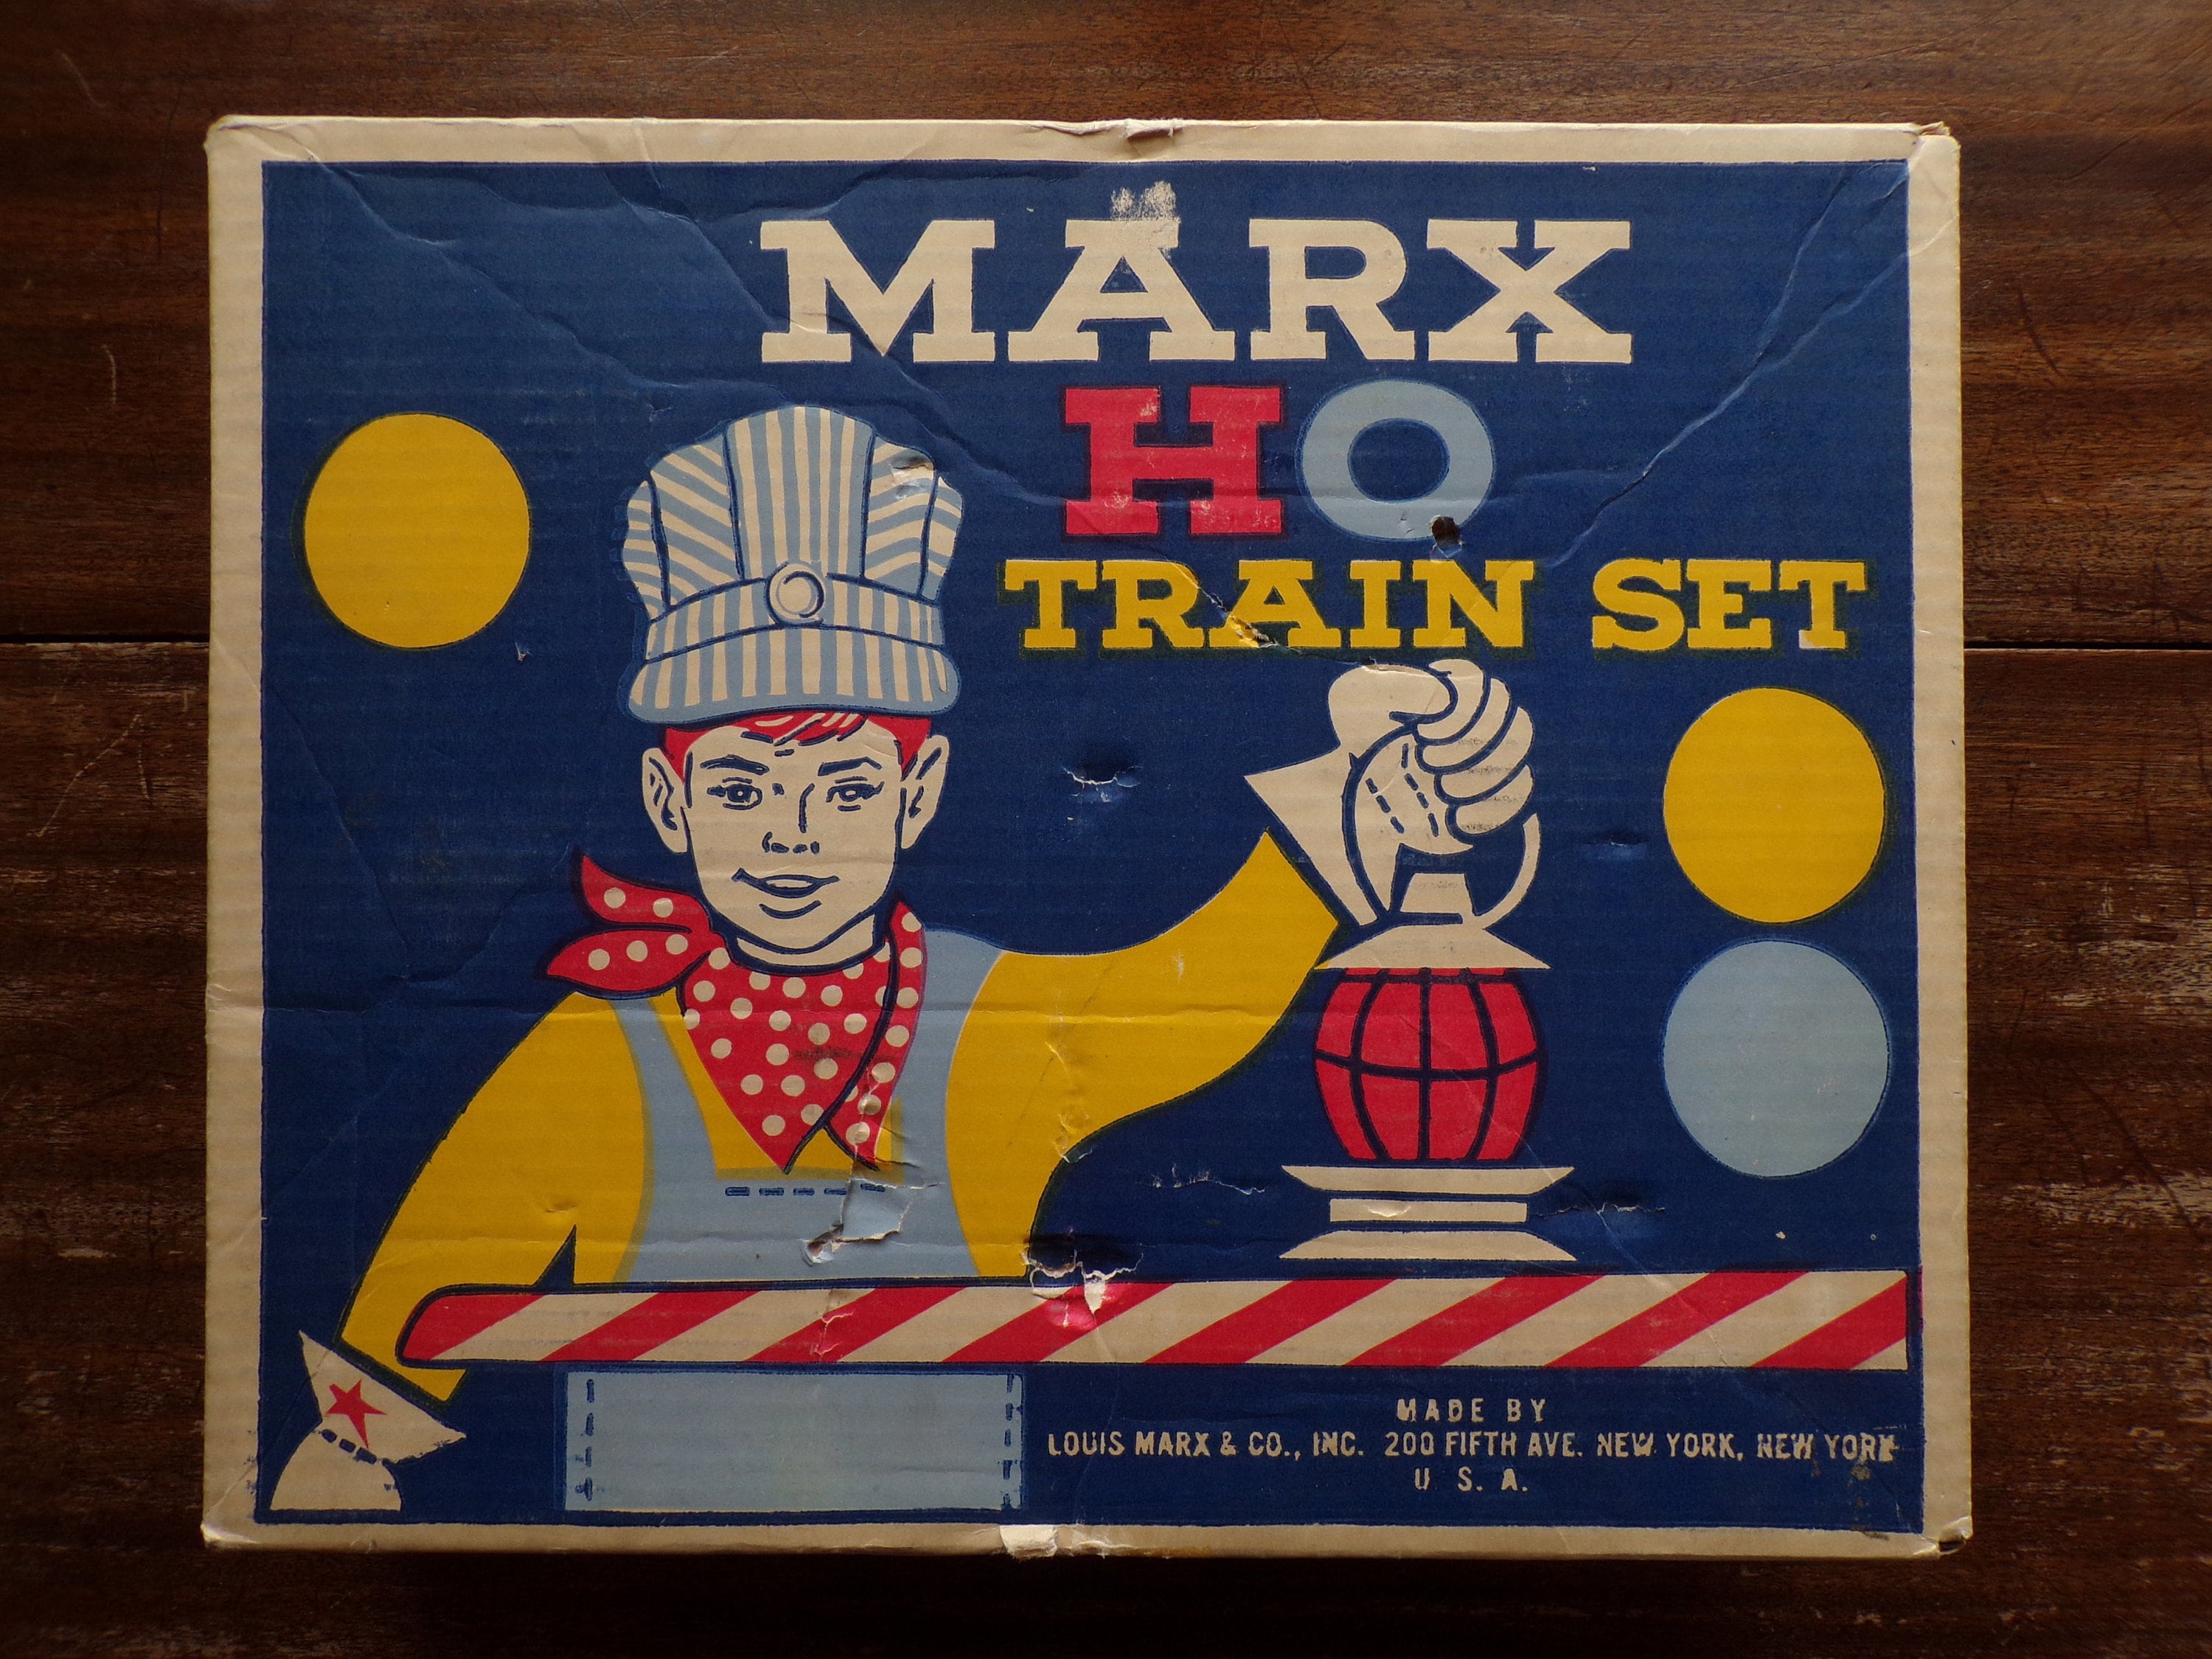 MARX
HO
TRAIN SET
MADE BY
LOUIS MARX & CO., INC. 200 FIFTH AVE. NEW YORK, NEW YORK
U. S. A.